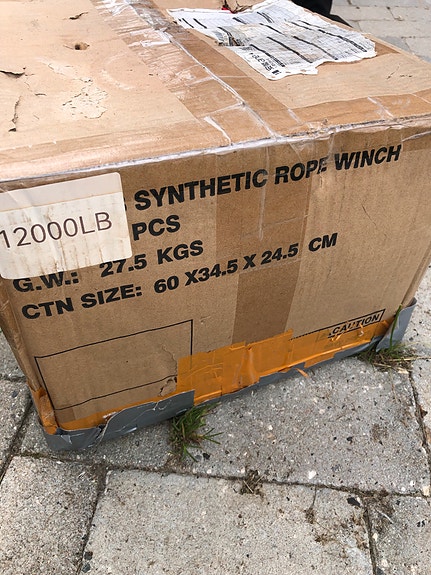 SYNTHETIC ROPE WINCH
12000LB
PCS
G.W.: 27.5 KGS
CTN SIZE: 60 X34.5 X 24.5 CM
CAUTION